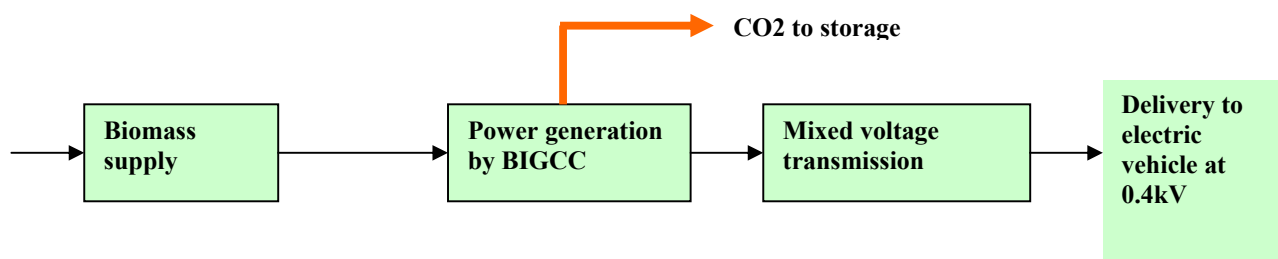 CO2 to storage
Biomass
supply
Power generation
by BIGCC
Mixed voltage
transmission
Delivery to
electric
vehicle at
0.4kV